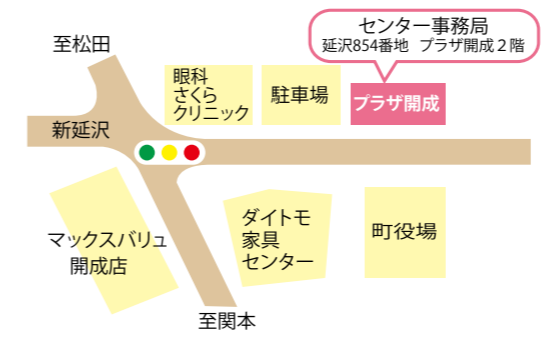 センター事務局
延沢854番地 プラザ開成２階
至松田
眼科
さくら
クリニック
駐車場
プラザ開成
新延沢
マックスバリュ
開成店
ダイトモ
家具
センター
町役場
至関本